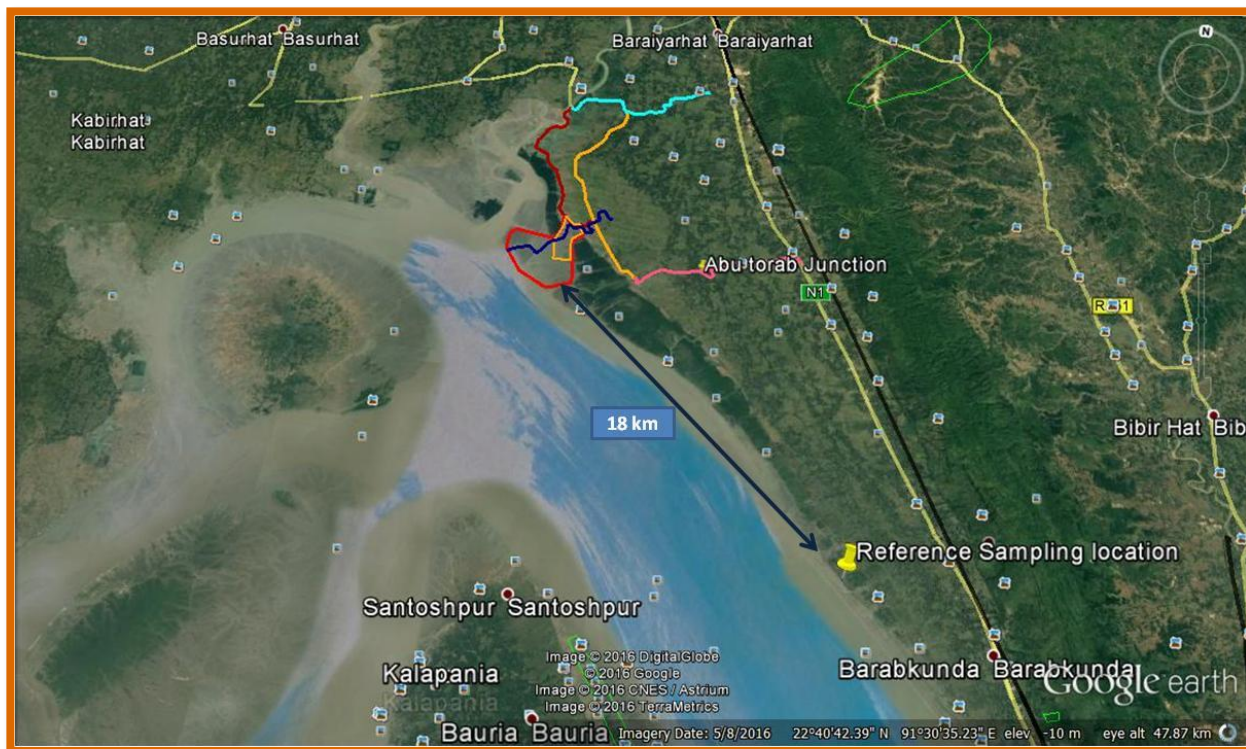 N
Basurhat Basurhat
Baraiyarhat Baraiyarhat
Kabirhat
Kabirhat
Abu torab Junction
N1
18 km
Bibir Hat Bib
Reference Sampling location
Santoshpur Santoshpur
Kalapania
Kalapania
Barabkunda Barabkunda
Bauria Bauria
Image © 2016 DigitalGlobe
© 2016 Google
Image © 2016 CNES / Astrium
Image © 2016 TerraMetrics
Google earth
Imagery Date: 5/8/2016 22°40'42.39" N 91°30'35.23" E elev -10 m eye alt 47.87 km